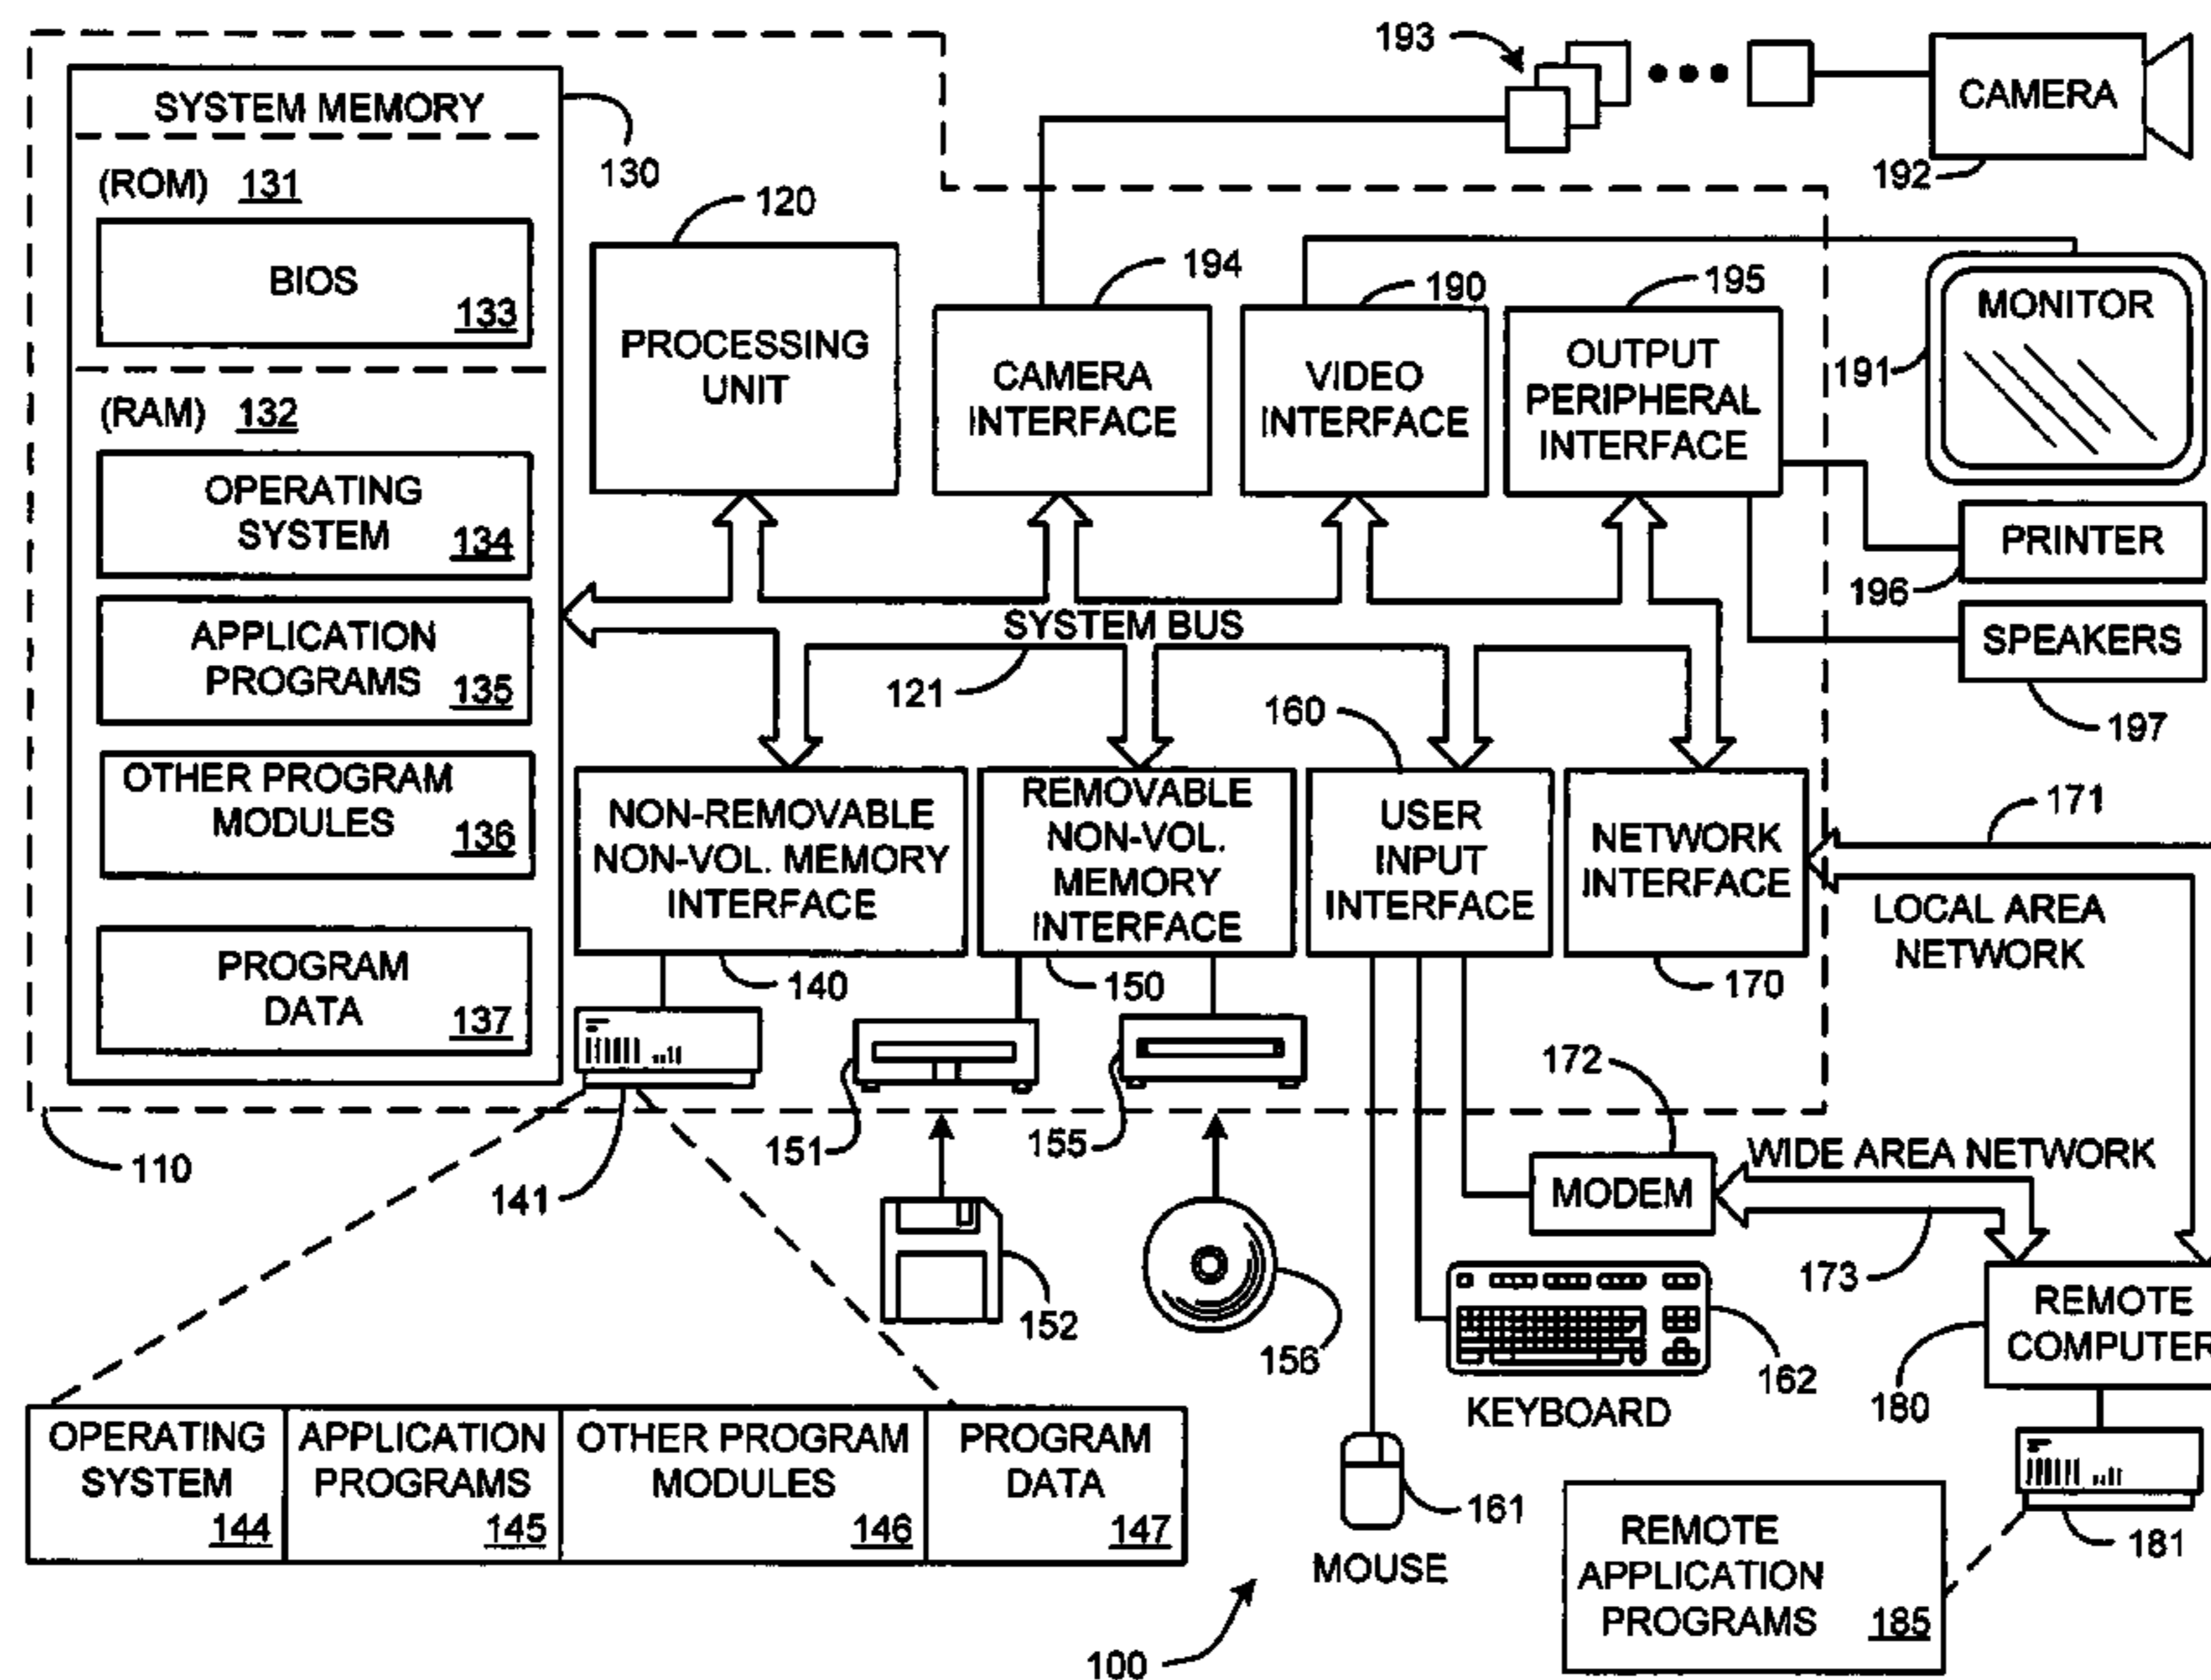 193
CAMERA
192
SYSTEM MEMORY
130
(ROM) 131
BIOS
133
(RAM) 132
OPERATING
SYSTEM
134
APPLICATION
PROGRAMS
135
OTHER PROGRAM
MODULES
136
PROGRAM
DATA
137
120
PROCESSING
UNIT
194
CAMERA
INTERFACE
190
VIDEO
INTERFACE
195
OUTPUT
PERIPHERAL
INTERFACE
MONITOR
191
PRINTER
196
SPEAKERS
197
SYSTEM BUS
121
160
NON-REMOVABLE
NON-VOL. MEMORY
INTERFACE
140
REMOVABLE
NON-VOL.
MEMORY
INTERFACE
150
USER
INPUT
INTERFACE
NETWORK
INTERFACE
170
171
LOCAL AREA
NETWORK
110
141
151
155
152
156
172
MODEM
WIDE AREA NETWORK
173
REMOTE
COMPUTER
180
162
KEYBOARD
161
MOUSE
181
OPERATING
SYSTEM
144
APPLICATION
PROGRAMS
145
OTHER PROGRAM
MODULES
146
PROGRAM
DATA
147
REMOTE
APPLICATION
PROGRAMS
185
100